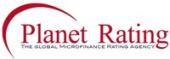 Planet Rating
THE GLOBAL MICROFINANCE RATING AGENCY